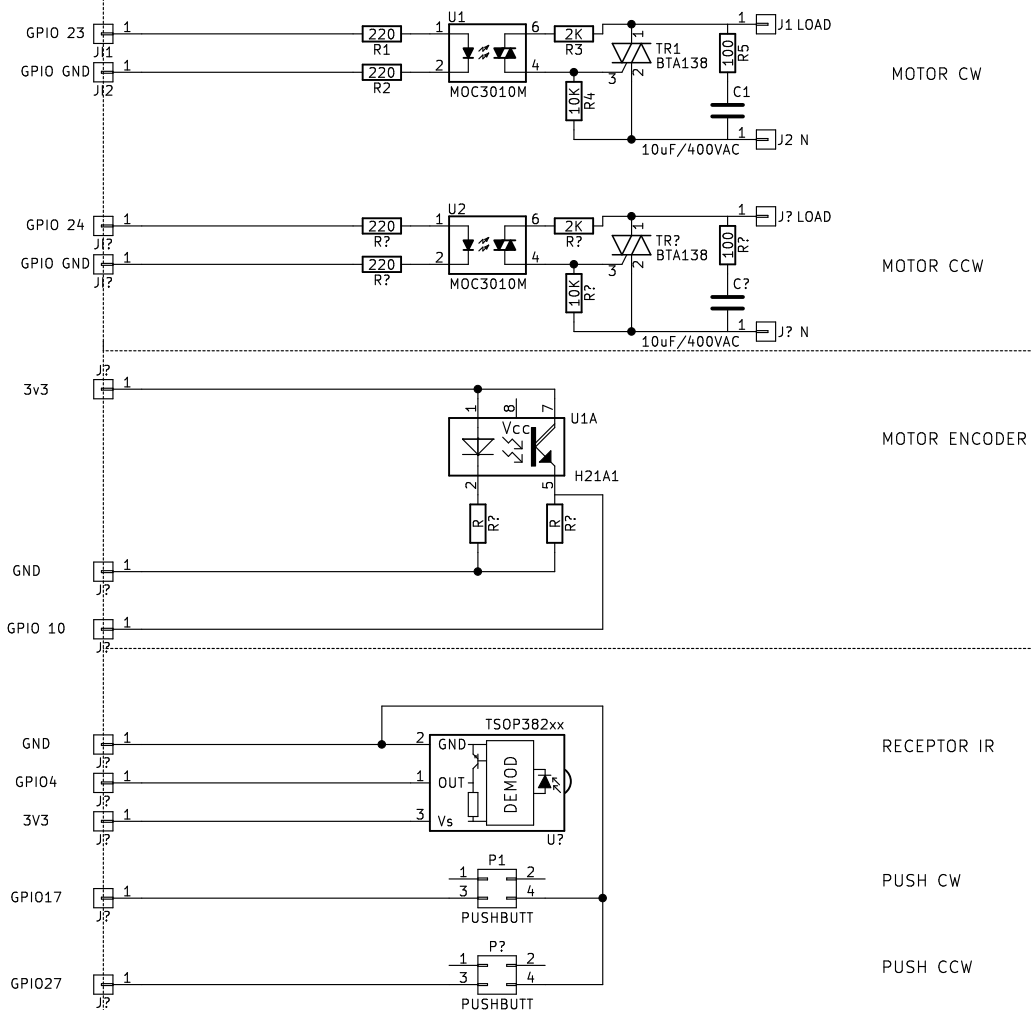 U1
GPIO 23 1 220 1 6 2K 1 1 J1 LOAD
JI1 R1 R3 TR1
BTA138 100 R5
MOTOR CW
GPIO GND 1 220 2 4 3 2
JI2 R2 MOC3010M 10K R4 C1
1 J2 N
10uF/400VAC
U2
GPIO 24 1 220 1 6 2K 1 1 J? LOAD
JI? R? R? TR?
BTA138 100 R?
GPIO GND 1 220 2 4 3 2
MOTOR CCW
JI? R? MOC3010M 10K R? C?
1 J? N
10uF/400VAC
J?
3v3 1
1 8 7 U1A
Vcc
MOTOR ENCODER
H21A1
2 5
R R? R R?
GND 1
J?
GPIO 10 1
J?
TSOP382xx
GND 1 2 GND
RECEPTOR IR
J?
GPIO4 1 1 OUT DEMOD
J?
3V3 1 3 Vs
J? U?
P1
1 2
PUSH CW
GPIO17 1 3 4
J? PUSHBUTT
P?
1 2
PUSH CCW
GPIO27 1 3 4
J? PUSHBUTT